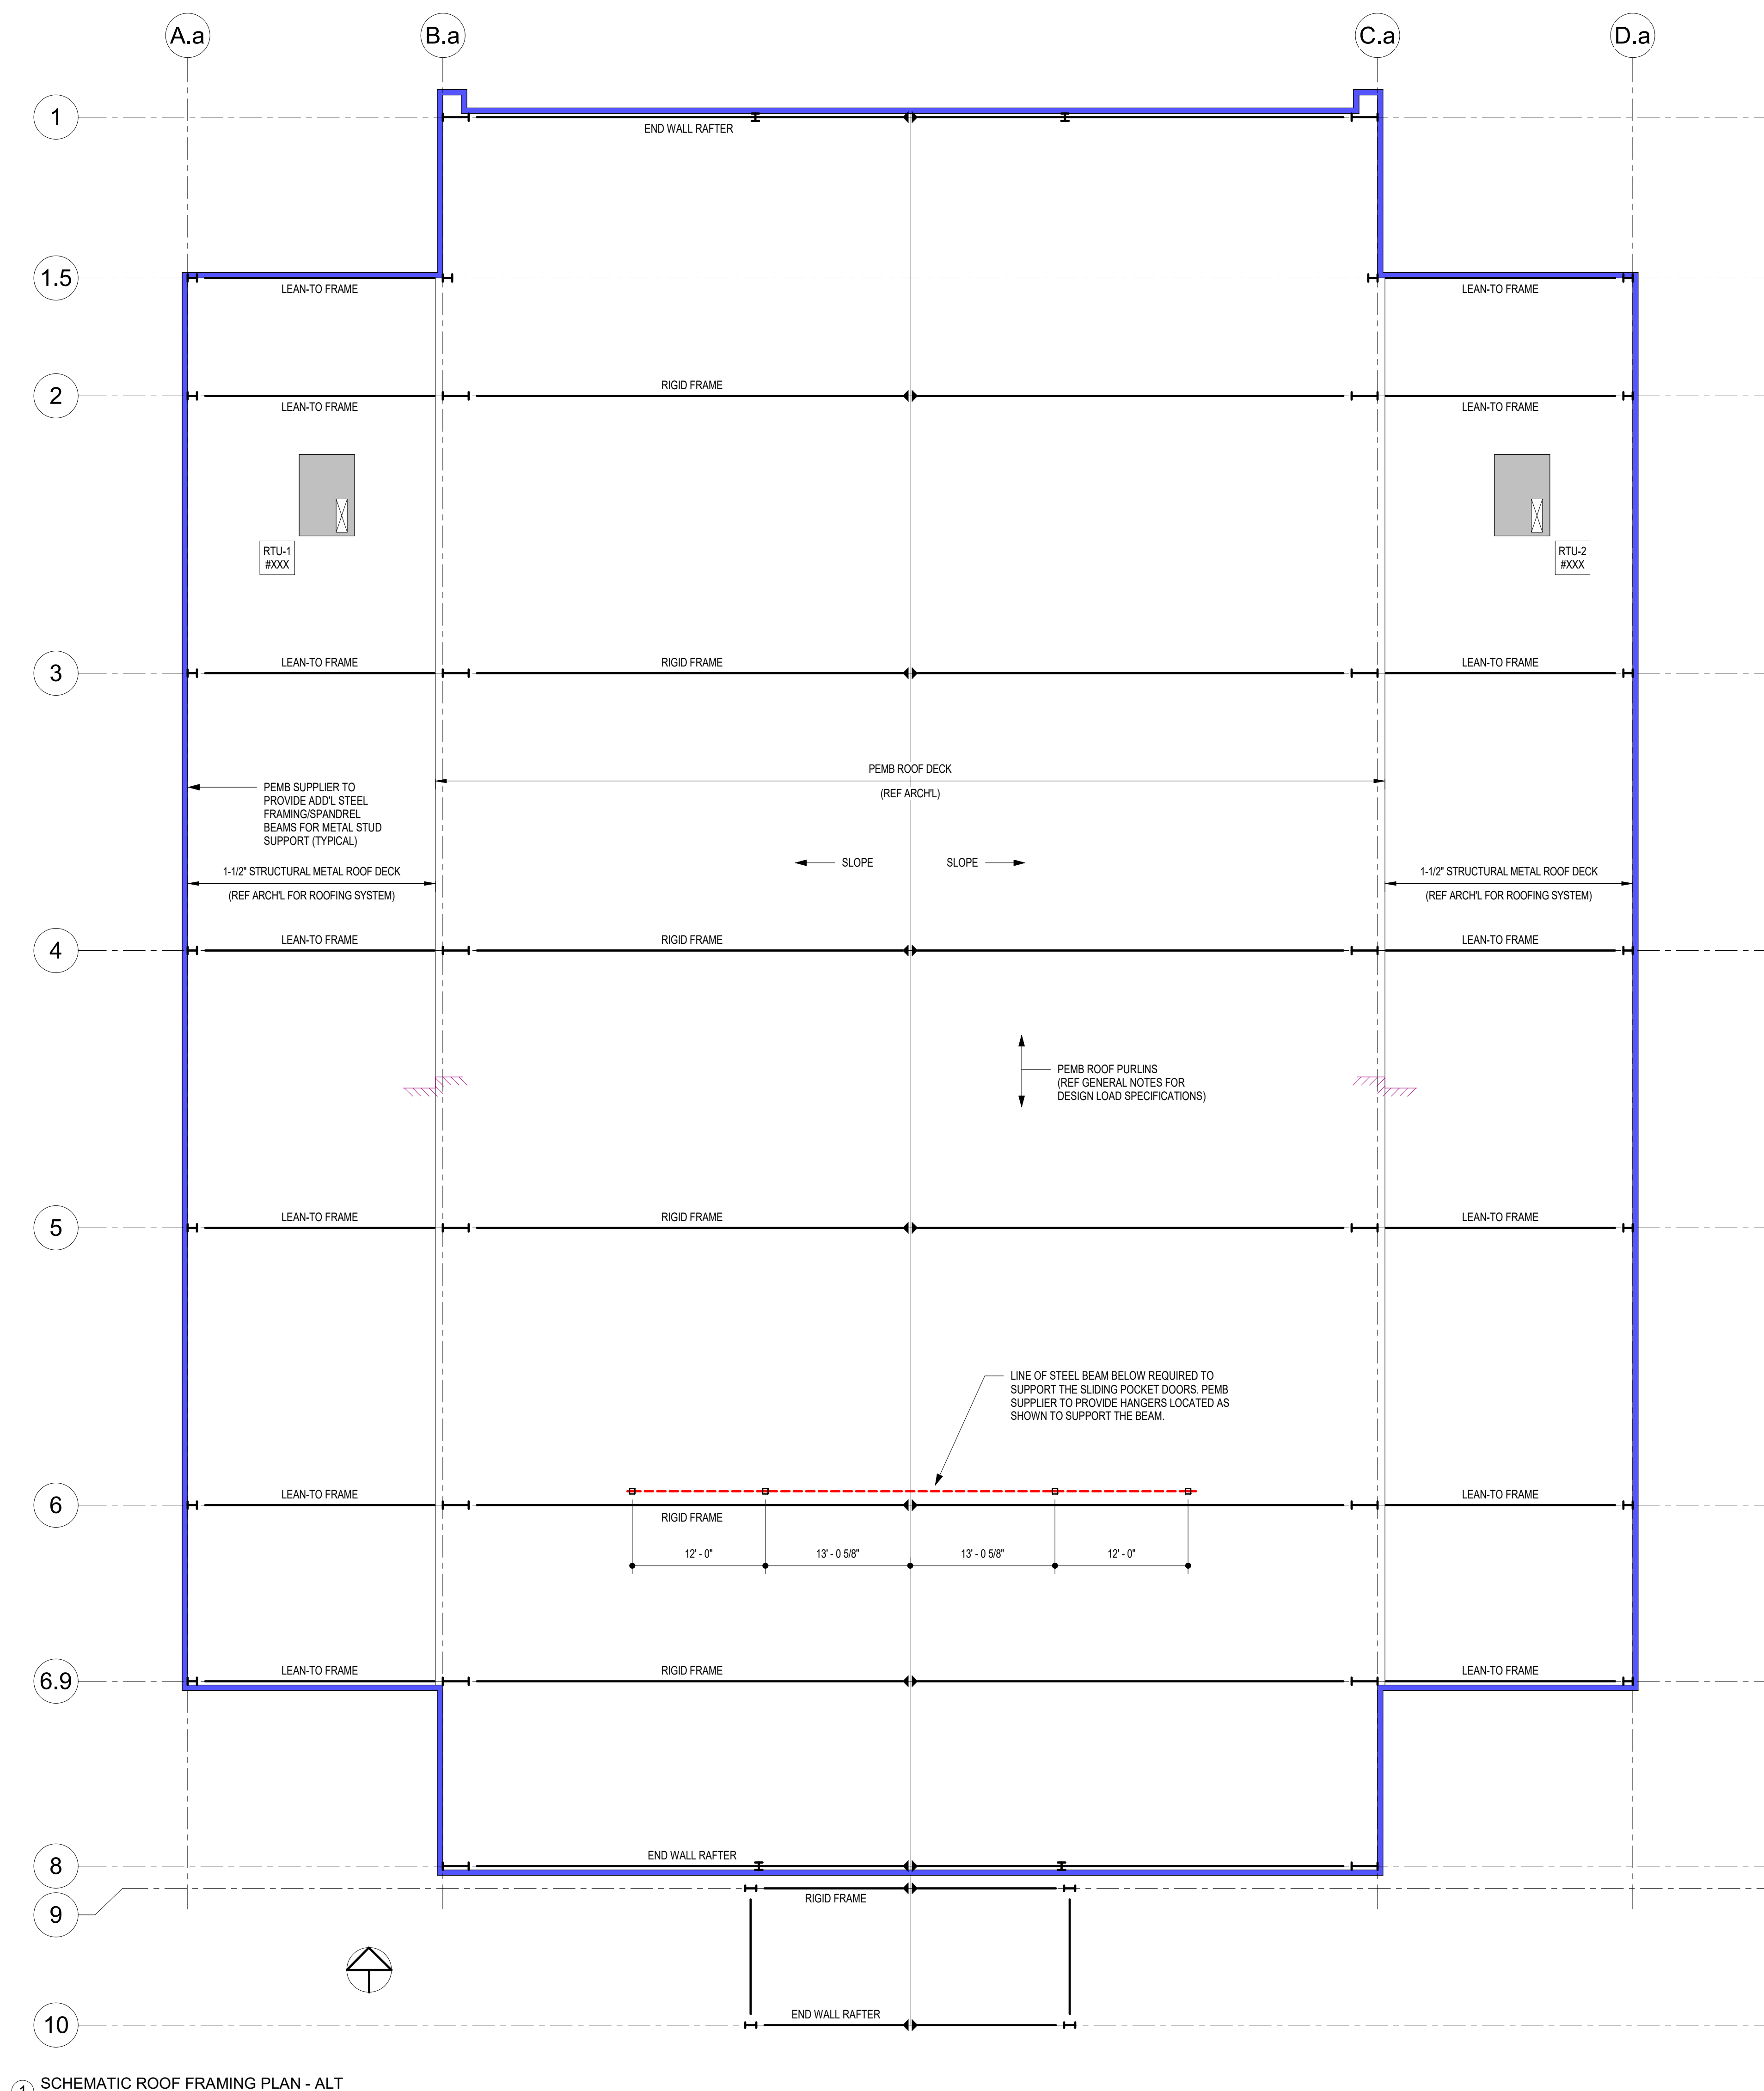 A.a
B.a
C.a
D.a
1
END WALL RAFTER
1.5
LEAN-TO FRAME
LEAN-TO FRAME
2
RIGID FRAME
LEAN-TO FRAME
LEAN-TO FRAME
RTU-1
#XXX
RTU-2
#XXX
3
LEAN-TO FRAME
RIGID FRAME
LEAN-TO FRAME
PEMB ROOF DECK
(REF ARCH'L)
PEMB SUPPLIER TO
PROVIDE ADD'L STEEL
FRAMING/SPANDREL
BEAMS FOR METAL STUD
SUPPORT (TYPICAL)
SLOPE
SLOPE
1-1/2" STRUCTURAL METAL ROOF DECK
(REF ARCH'L FOR ROOFING SYSTEM)
1-1/2" STRUCTURAL METAL ROOF DECK
(REF ARCH'L FOR ROOFING SYSTEM)
4
LEAN-TO FRAME
RIGID FRAME
LEAN-TO FRAME
PEMB ROOF PURLINS
(REF GENERAL NOTES FOR
DESIGN LOAD SPECIFICATIONS)
5
LEAN-TO FRAME
RIGID FRAME
LEAN-TO FRAME
LINE OF STEEL BEAM BELOW REQUIRED TO
SUPPORT THE SLIDING POCKET DOORS. PEMB
SUPPLIER TO PROVIDE HANGERS LOCATED AS
SHOWN TO SUPPORT THE BEAM.
6
LEAN-TO FRAME
LEAN-TO FRAME
RIGID FRAME
12' - 0"
13' - 0 5/8"
13' - 0 5/8"
12' - 0"
6.9
LEAN-TO FRAME
RIGID FRAME
LEAN-TO FRAME
8
END WALL RAFTER
9
RIGID FRAME
10
END WALL RAFTER
1
SCHEMATIC ROOF FRAMING PLAN - ALT